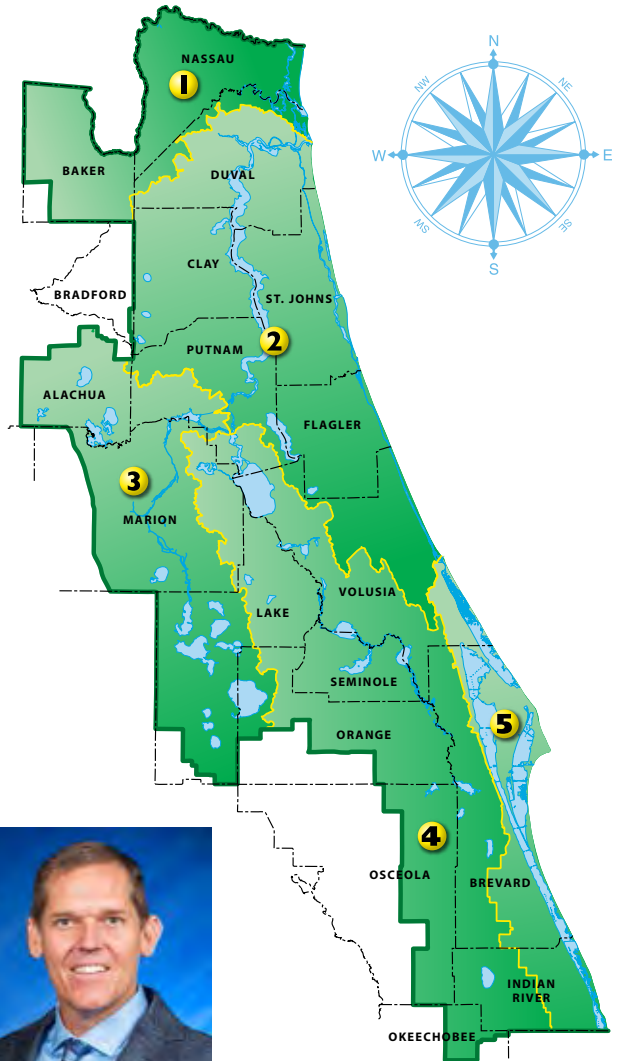 N
NW
NE
W
E
SW
SE
S
NASSAU
1
BAKER
DUVAL
CLAY
BRADFORD
ST. JOHNS
2
PUTNAM
ALACHUA
FLAGLER
3
MARION
VOLUSIA
LAKE
SEMINOLE
5
ORANGE
4
OSCEOLA
BREVARD
INDIAN
RIVER
OKEECHOBEE